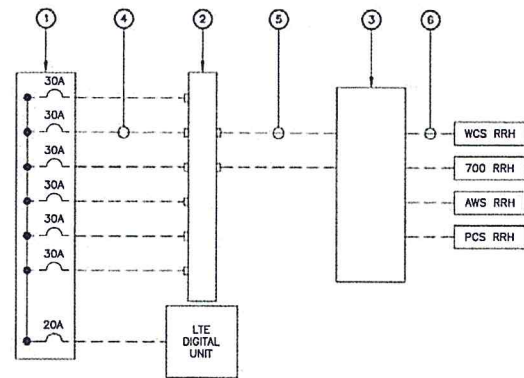 1
4
2
5
3
6
30A
30A
30A
30A
30A
30A
20A
WCS RRH
700 RRH
AWS RRH
PCS RRH
LTE
DIGITAL
UNIT